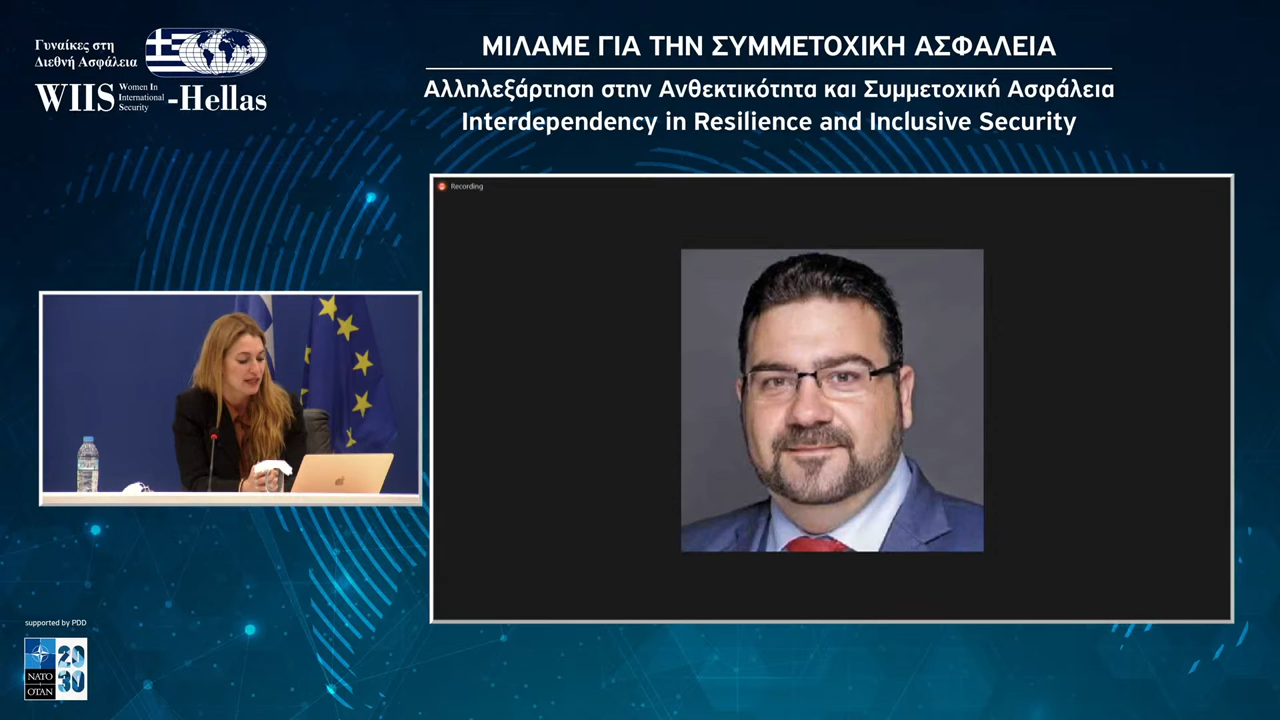 Γυναίκες στη
Διεθνή Ασφάλεια
WIIS Women In International Security -Hellas
ΜΙΛΑΜΕ ΓΙΑ ΤΗΝ ΣΥΜΜΕΤΟΧΙΚΗ ΑΣΦΑΛΕΙΑ
Αλληλεξάρτηση στην Ανθεκτικότητα και Συμμετοχική Ασφάλεια
Interdependency in Resilience and Inclusive Security
Recording
supported by PDD
NATO
OTAN
20
30